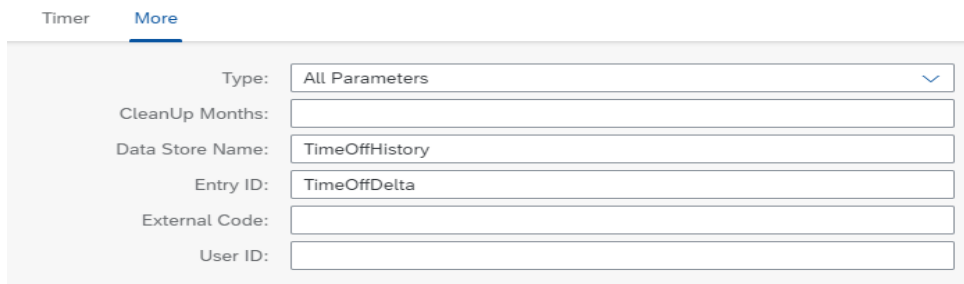 Timer More
Type: All Parameters
CleanUp Months:
Data Store Name: TimeOffHistory
Entry ID: TimeOffDelta
External Code:
User ID: